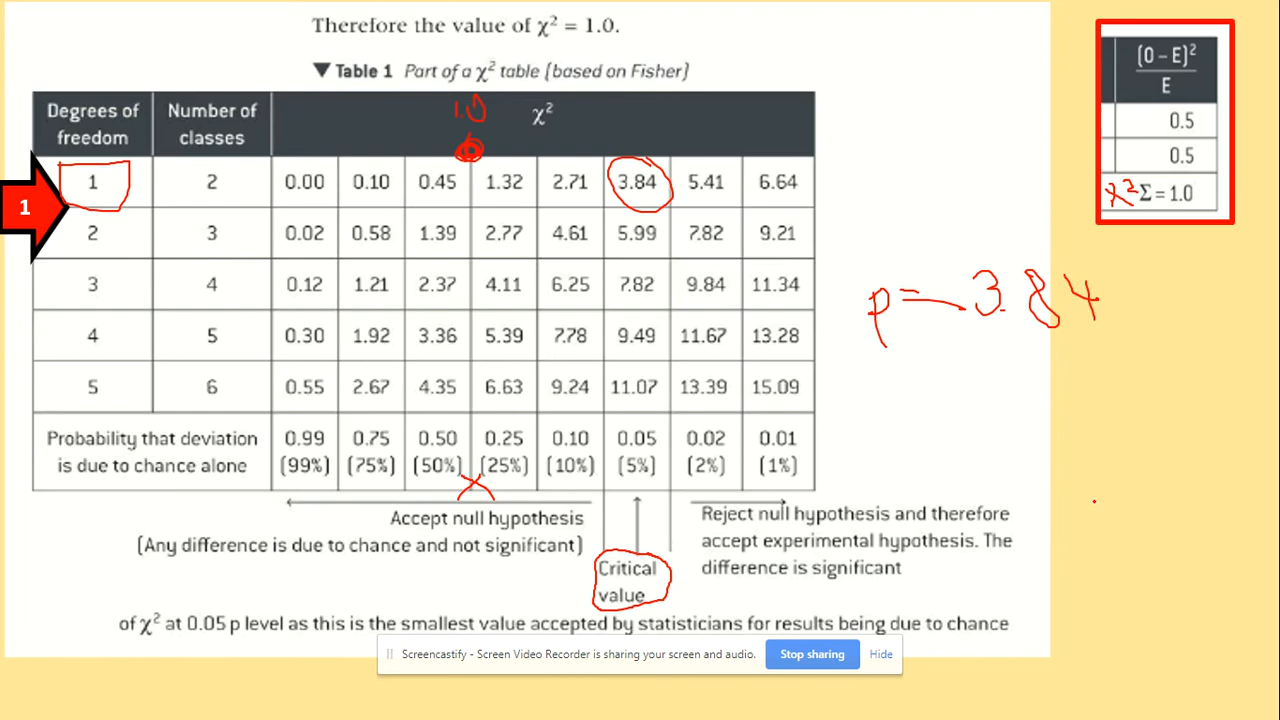 Therefore the value of χ² = 1.0.
▼ Table 1 Part of a χ² table (based on Fisher)
Degrees of freedom Number of classes χ²
1.0
1 2 0.00 0.10 0.45 1.32 2.71 3.84 5.41 6.64
2 3 0.02 0.58 1.39 2.77 4.61 5.99 7.82 9.21
3 4 0.12 1.21 2.37 4.11 6.25 7.82 9.84 11.34
4 5 0.30 1.92 3.36 5.39 7.78 9.49 11.67 13.28
5 6 0.55 2.67 4.35 6.63 9.24 11.07 13.39 15.09
Probability that deviation is due to chance alone 0.99 (99%) 0.75 (75%) 0.50 (50%) 0.25 (25%) 0.10 (10%) 0.05 (5%) 0.02 (2%) 0.01 (1%)
Accept null hypothesis
(Any difference is due to chance and not significant)
Critical
value
Reject null hypothesis and therefore
accept experimental hypothesis. The
difference is significant
of χ² at 0.05 p level as this is the smallest value accepted by statisticians for results being due to chance
1
(O – E)²
E
0.5
0.5
χ² Σ = 1.0
p = 3.84
Screencastify - Screen Video Recorder is sharing your screen and audio. Stop sharing Hide